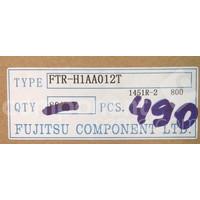 TYPE FTR-H1AA012T
1451R-2 800
QTY PCS. 490
FUJITSU COMPONENT LTD.